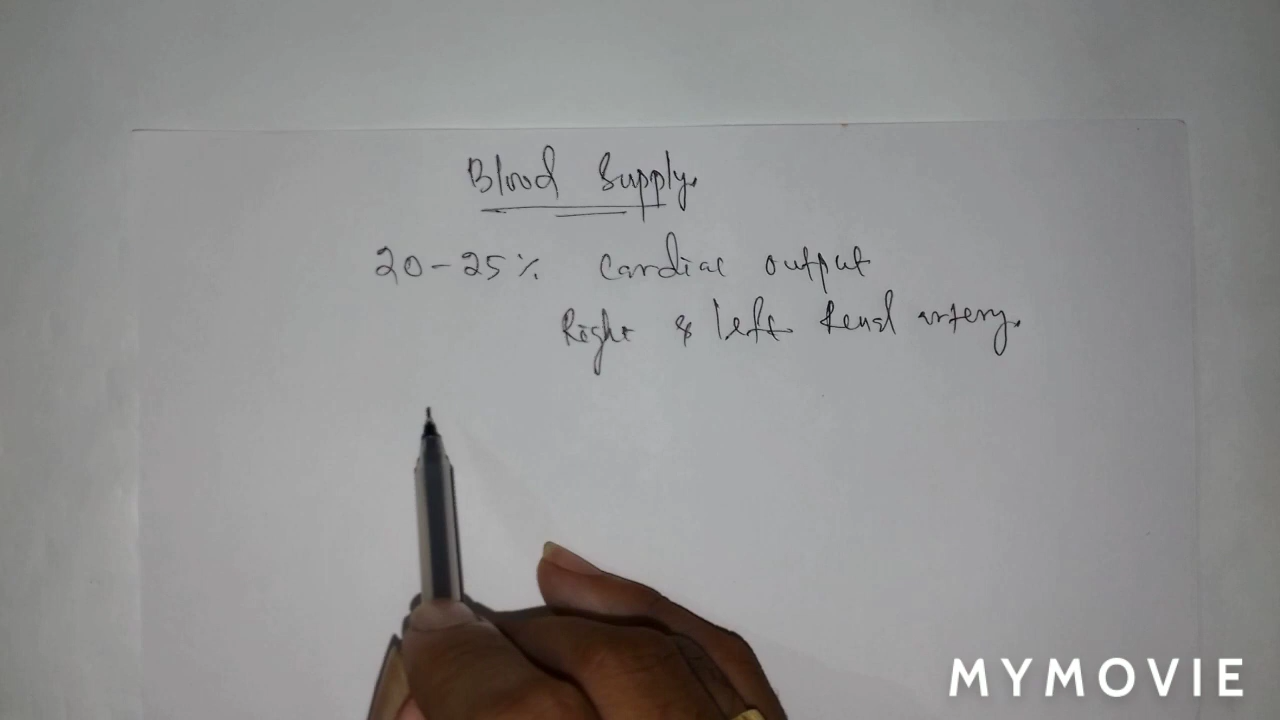 Blood Supply.
20-25% Cardiac output
Right & left Renal artery.
MYMOVIE